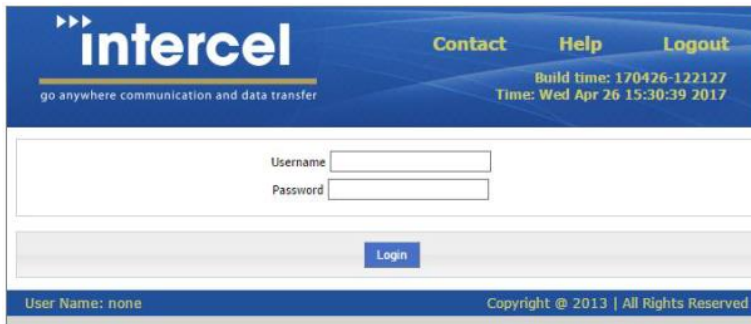 intercel
go anywhere communication and data transfer
Contact Help Logout
Build time: 170426-122127
Time: Wed Apr 26 15:30:39 2017
Username
Password
Login
User Name: none
Copyright @ 2013 | All Rights Reserved